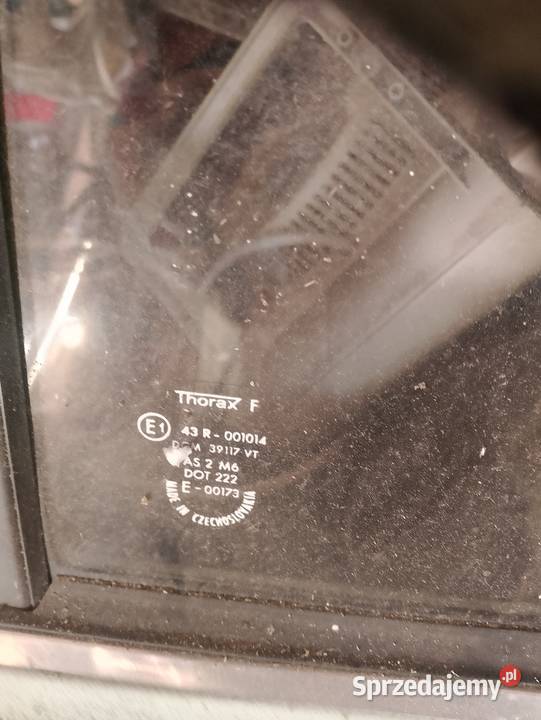 Thorax F
E1 43 R - 001014
DGM 39117 VT
AS 2 M6
DOT 222
E - 00173
MADE IN CZECHOSLOVAKIA
Sprzedajemy .pl